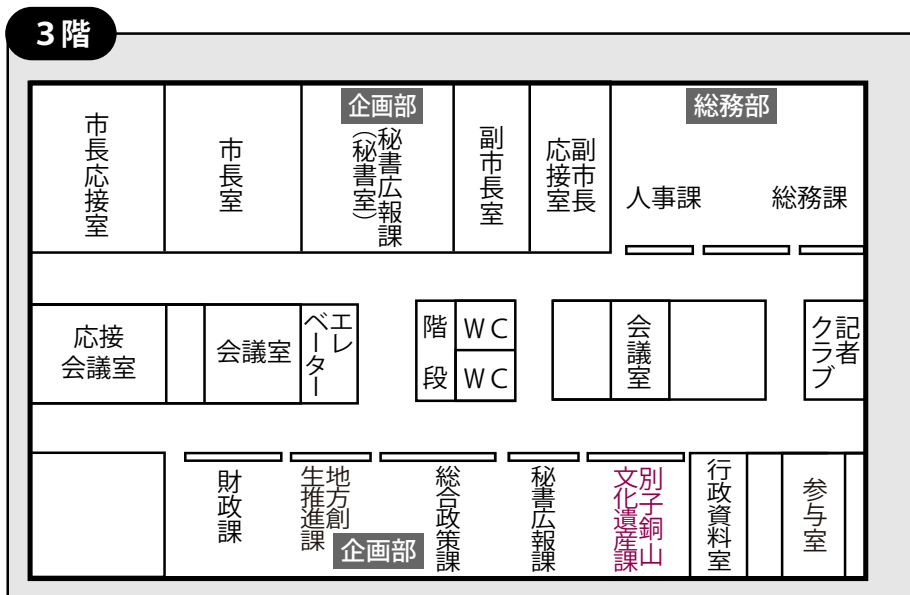 3階
市長応接室
市長室
企画部
秘書広報課
（秘書室）
副市長室
副市長
応接室
総務部
人事課
総務課
応接
会議室
会議室
エレ
ベーター
階段
WC
WC
会議室
記者
クラブ
財政課
地方創
生推進課
企画部
総合政策課
秘書広報課
別子銅山
文化遺産課
行政資料室
参与室